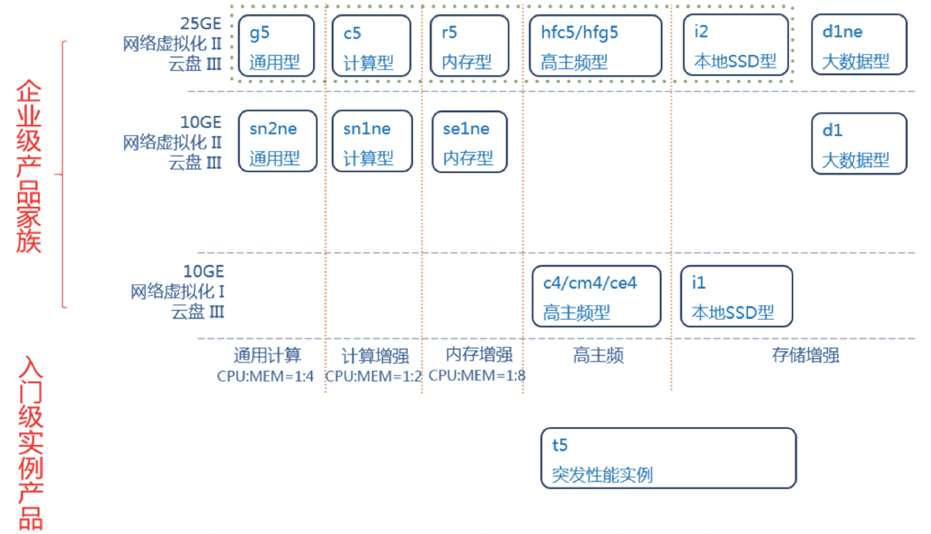 企业级产品家族
25GE
网络虚拟化 II
云盘 III
g5
通用型
c5
计算型
r5
内存型
hfc5/hfg5
高主频型
i2
本地SSD型
d1ne
大数据型
10GE
网络虚拟化 II
云盘 III
sn2ne
通用型
sn1ne
计算型
se1ne
内存型
d1
大数据型
10GE
网络虚拟化 I
云盘 III
c4/cm4/ce4
高主频型
i1
本地SSD型
通用计算
CPU:MEM=1:4
计算增强
CPU:MEM=1:2
内存增强
CPU:MEM=1:8
高主频
存储增强
入门级实例产品
t5
突发性能实例